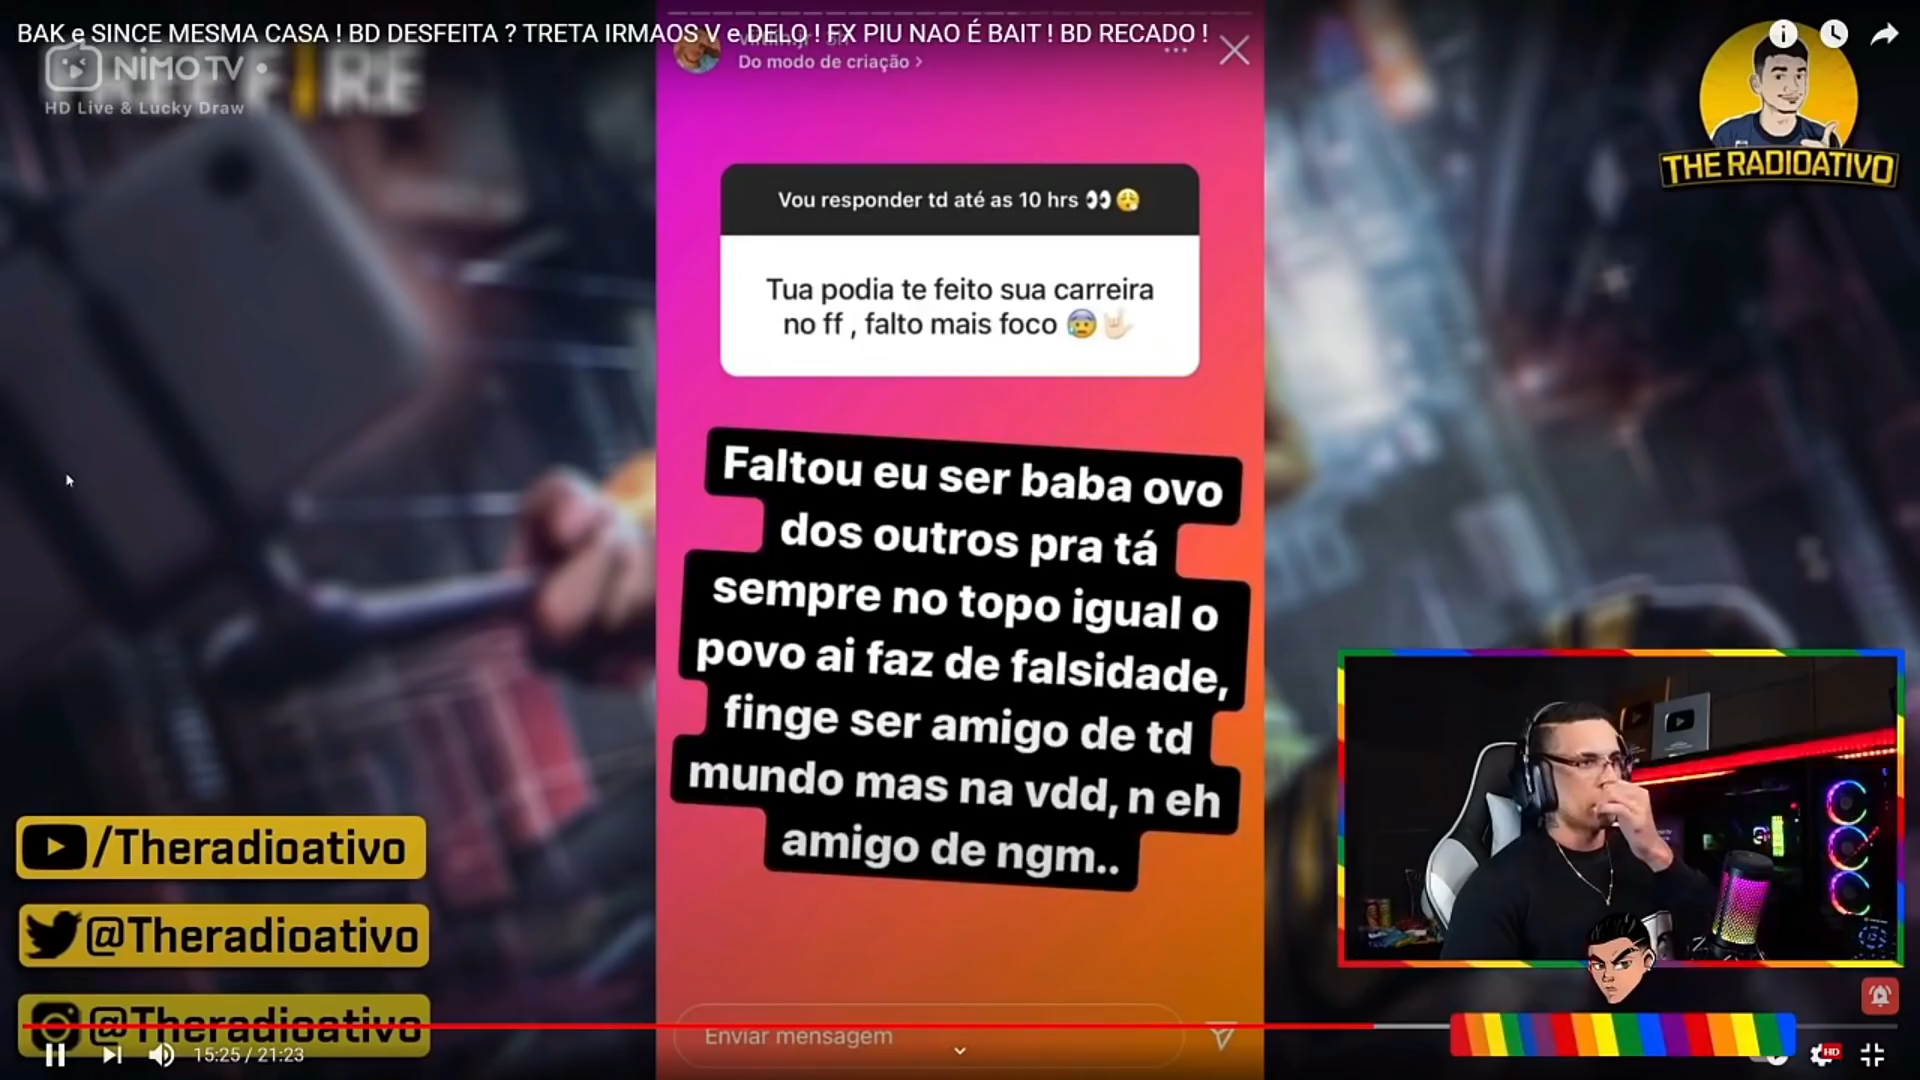 BAK e SINCE MESMA CASA ! BD DESFEITA ? TRETA IRMAOS V e DELO ! FX PIU NAO É BAIT ! BD RECADO !
NIMO TV
HD Live & Lucky Draw
Do modo de criação >
THE RADIOATIVO
Vou responder td até as 10 hrs 👀😮‍💨
Tua podia te feito sua carreira
no ff , falto mais foco 😰🤟🏻
Faltou eu ser baba ovo
dos outros pra tá
sempre no topo igual o
povo ai faz de falsidade,
finge ser amigo de td
mundo mas na vdd, n eh
amigo de ngm..
/Theradioativo
@Theradioativo
@Theradioativo
Enviar mensagem
15:25 / 21:23
HD